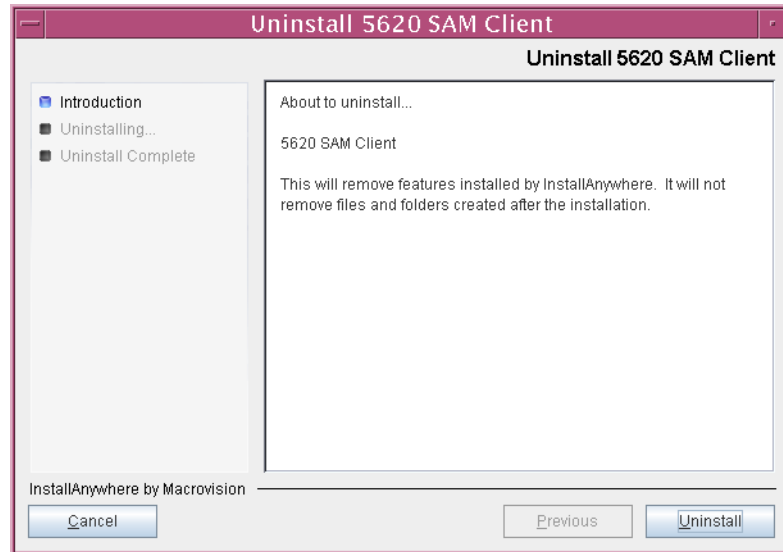 Uninstall 5620 SAM Client
Uninstall 5620 SAM Client
Introduction
Uninstalling...
Uninstall Complete
About to uninstall...
5620 SAM Client
This will remove features installed by InstallAnywhere. It will not
remove files and folders created after the installation.
InstallAnywhere by Macrovision
Cancel
Previous
Uninstall